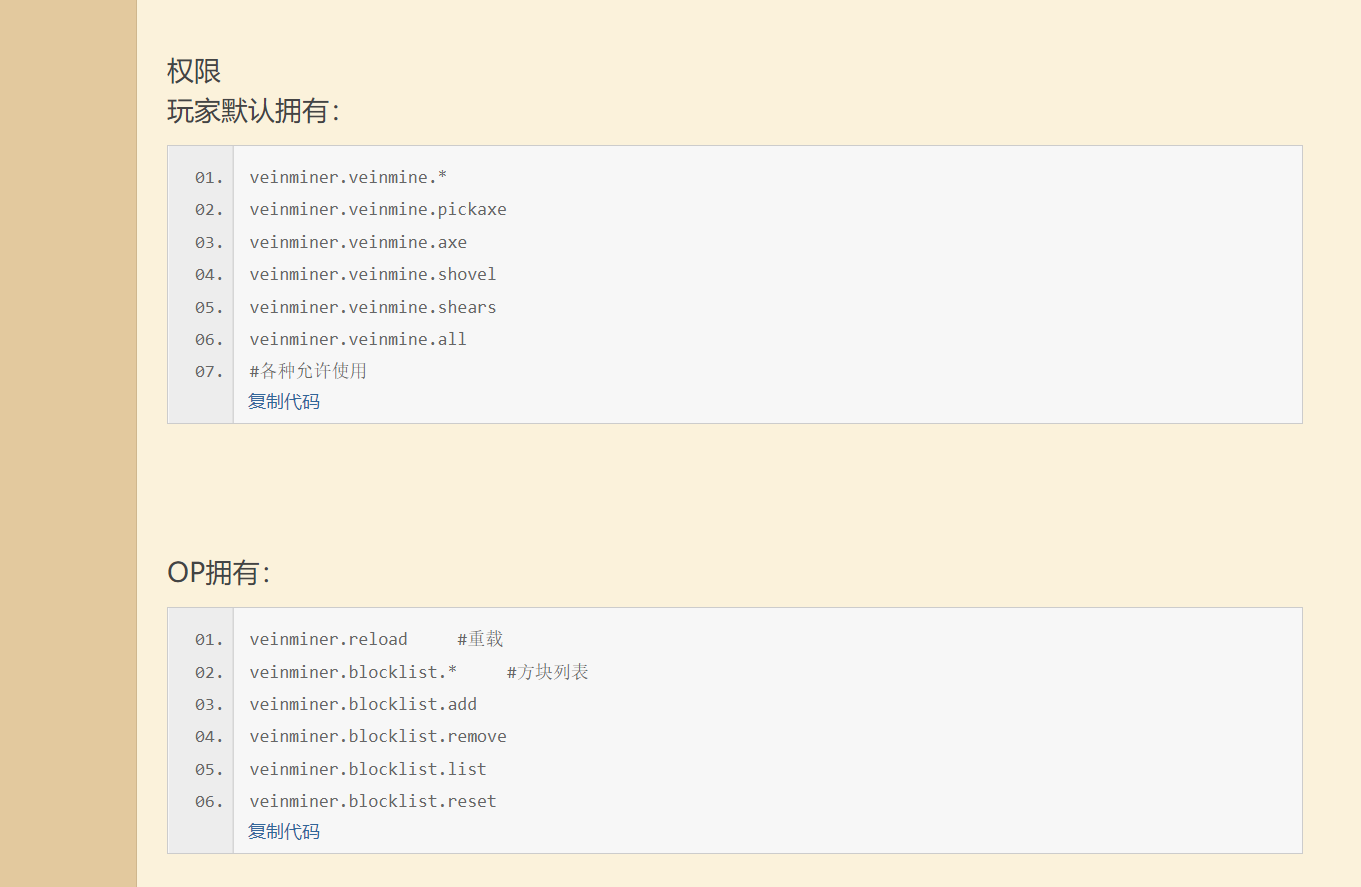 权限
玩家默认拥有：
01. veinminer.veinmine.*
02. veinminer.veinmine.pickaxe
03. veinminer.veinmine.axe
04. veinminer.veinmine.shovel
05. veinminer.veinmine.shears
06. veinminer.veinmine.all
07. #各种允许使用
复制代码
OP拥有：
01. veinminer.reload     #重载
02. veinminer.blocklist.*     #方块列表
03. veinminer.blocklist.add
04. veinminer.blocklist.remove
05. veinminer.blocklist.list
06. veinminer.blocklist.reset
复制代码